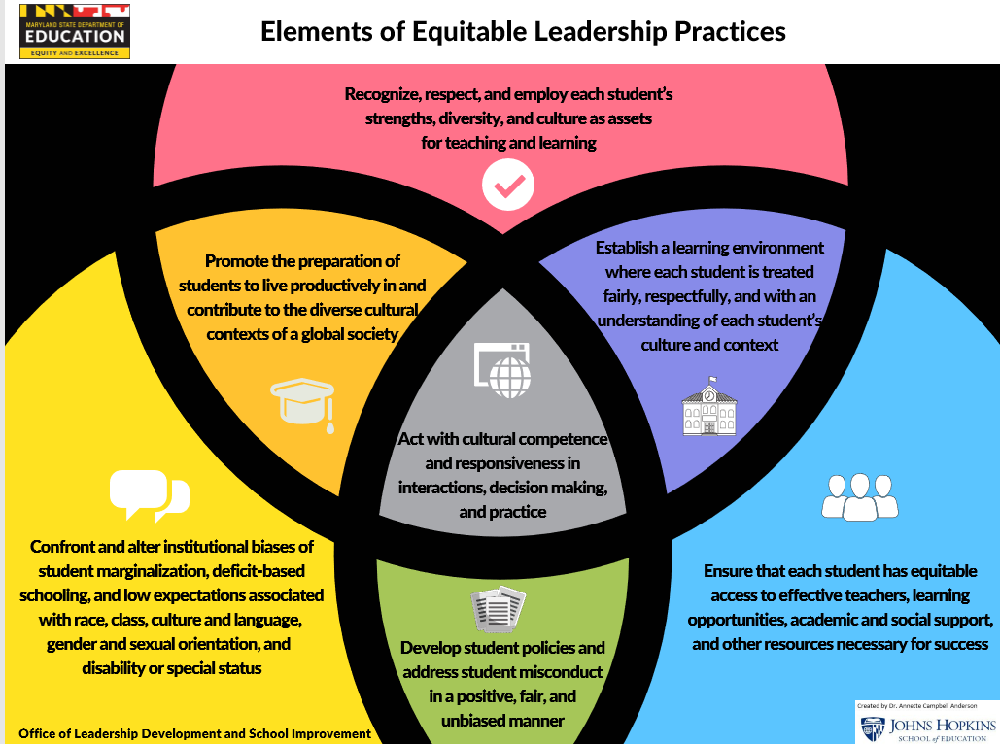 MARYLAND STATE DEPARTMENT OF
EDUCATION
EQUITY AND EXCELLENCE
Elements of Equitable Leadership Practices
Recognize, respect, and employ each student's
strengths, diversity, and culture as assets
for teaching and learning
Promote the preparation of
students to live productively in and
contribute to the diverse cultural
contexts of a global society
Establish a learning environment
where each student is treated
fairly, respectfully, and with an
understanding of each student's
culture and context
Act with cultural competence
and responsiveness in
interactions, decision making,
and practice
Confront and alter institutional biases of
student marginalization, deficit-based
schooling, and low expectations associated
with race, class, culture and language,
gender and sexual orientation, and
disability or special status
Ensure that each student has equitable
access to effective teachers, learning
opportunities, academic and social support,
and other resources necessary for success
Develop student policies and
address student misconduct
in a positive, fair, and
unbiased manner
Office of Leadership Development and School Improvement
Created by Dr. Annette Campbell Anderson
JOHNS HOPKINS
SCHOOL of EDUCATION